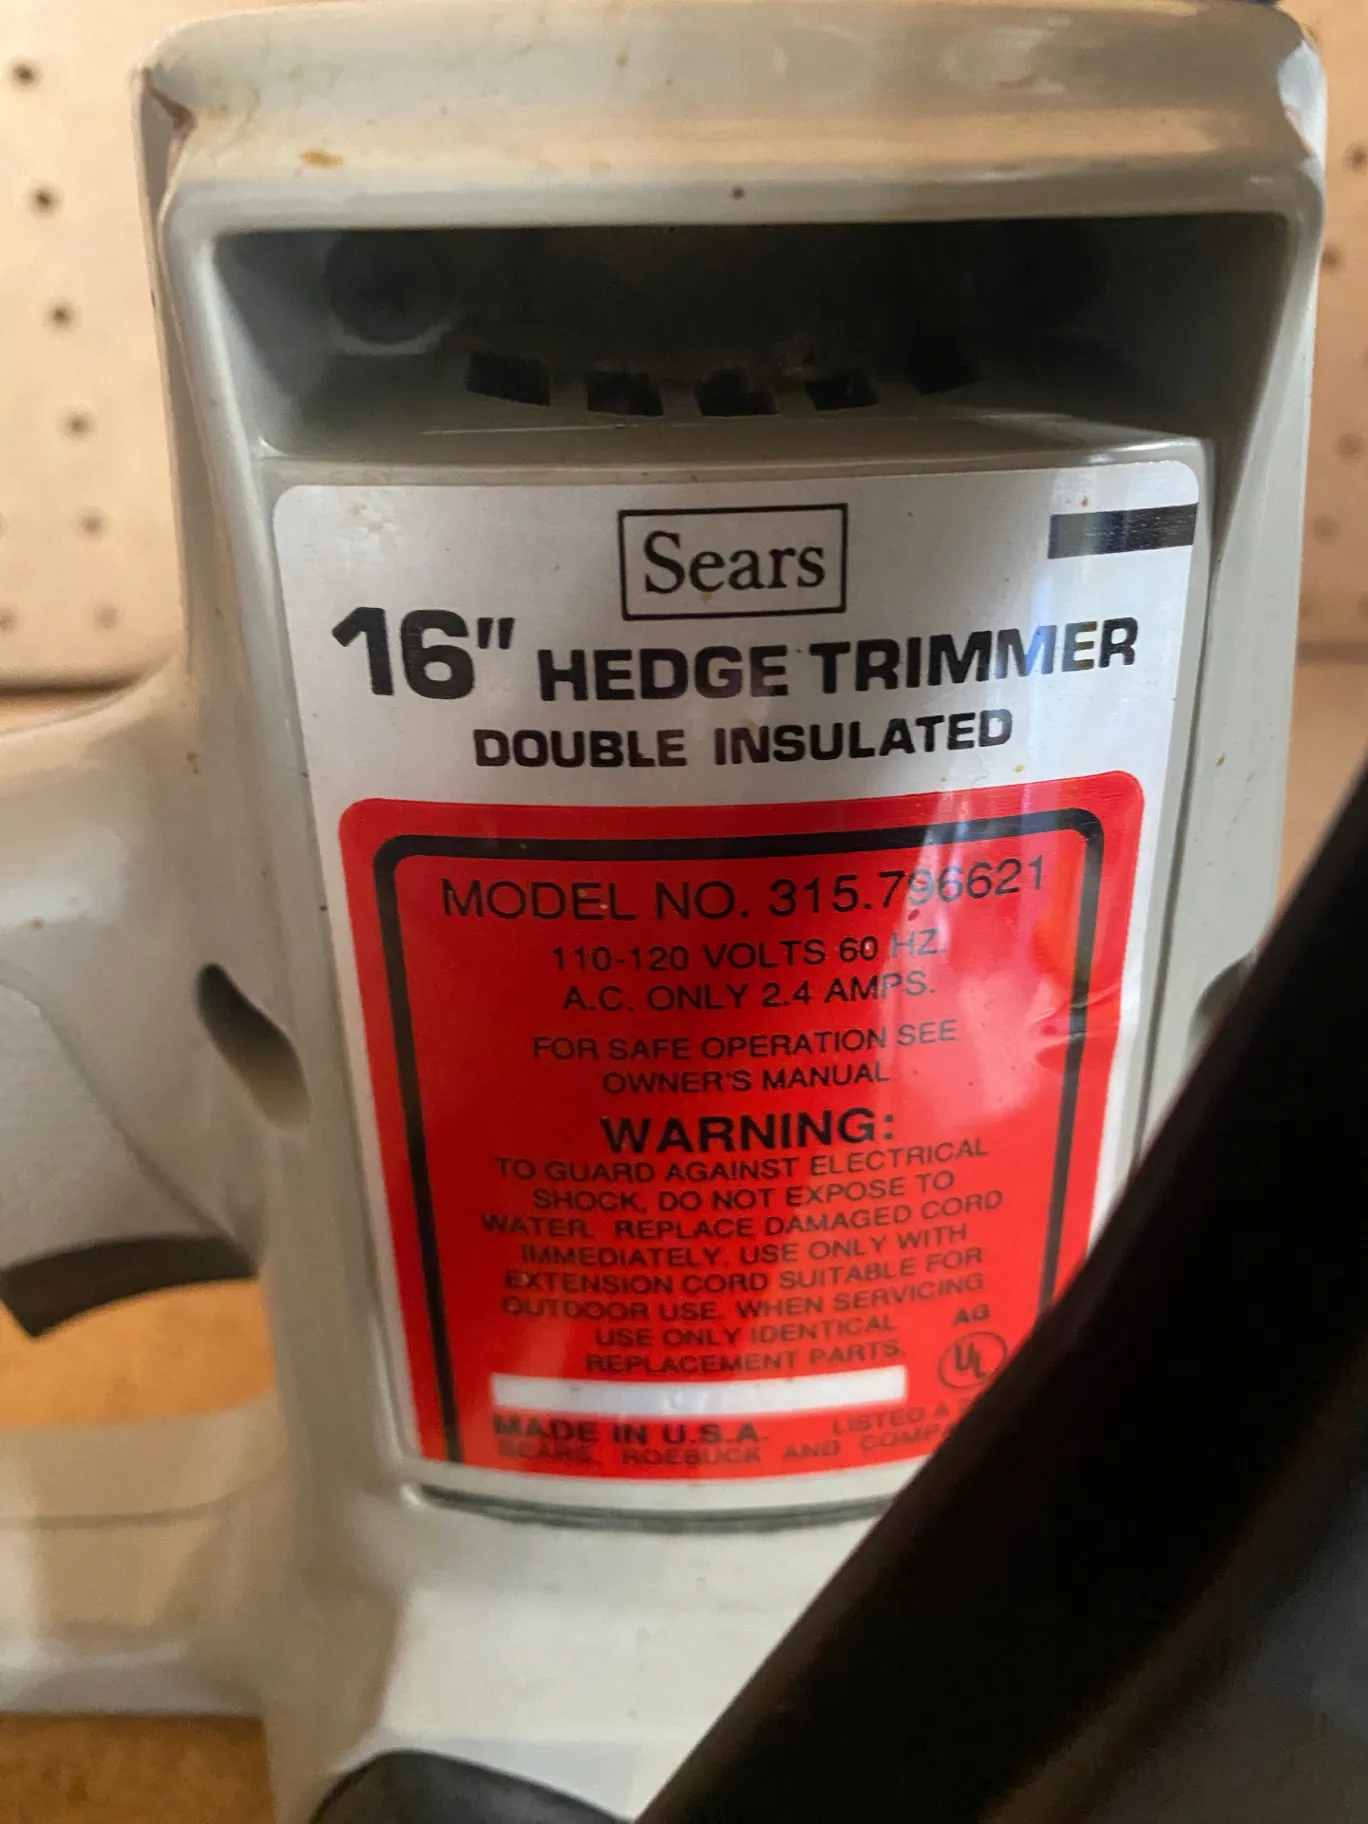 Sears
16" HEDGE TRIMMER
DOUBLE INSULATED
MODEL NO. 315.796621
110-120 VOLTS 60 HZ.
A.C. ONLY 2.4 AMPS.
FOR SAFE OPERATION SEE
OWNER'S MANUAL
WARNING:
TO GUARD AGAINST ELECTRICAL
SHOCK, DO NOT EXPOSE TO
WATER. REPLACE DAMAGED CORD
IMMEDIATELY. USE ONLY WITH
EXTENSION CORD SUITABLE FOR
OUTDOOR USE. WHEN SERVICING
USE ONLY IDENTICAL
REPLACEMENT PARTS.
AG
UL
MADE IN U.S.A. LISTED
SEARS, ROEBUCK AND